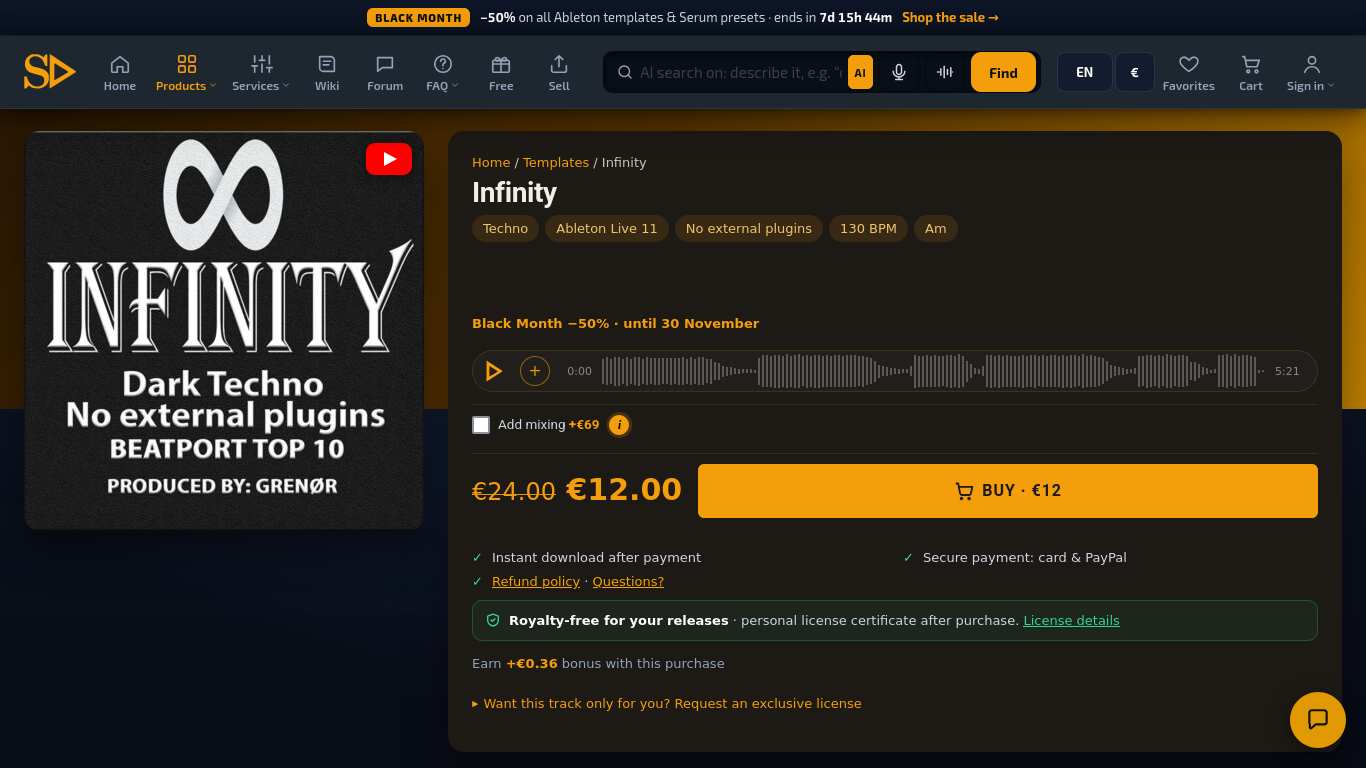 BLACK MONTH −50% on all Ableton templates & Serum presets · ends in 7d 15h 44m Shop the sale →
SD
Home
Products
Services
Wiki
Forum
FAQ
Free
Sell
AI search on: describe it, e.g. "
AI
Find
EN
€
Favorites
Cart
Sign in
INFINITY
Dark Techno
No external plugins
BEATPORT TOP 10
PRODUCED BY: GRENØR
Home / Templates / Infinity
Infinity
Techno
Ableton Live 11
No external plugins
130 BPM
Am
Black Month −50% · until 30 November
0:00
5:21
Add mixing +€69
i
€24.00 €12.00
BUY · €12
✓ Instant download after payment
✓ Secure payment: card & PayPal
✓ Refund policy · Questions?
Royalty-free for your releases · personal license certificate after purchase. License details
Earn +€0.36 bonus with this purchase
▸ Want this track only for you? Request an exclusive license